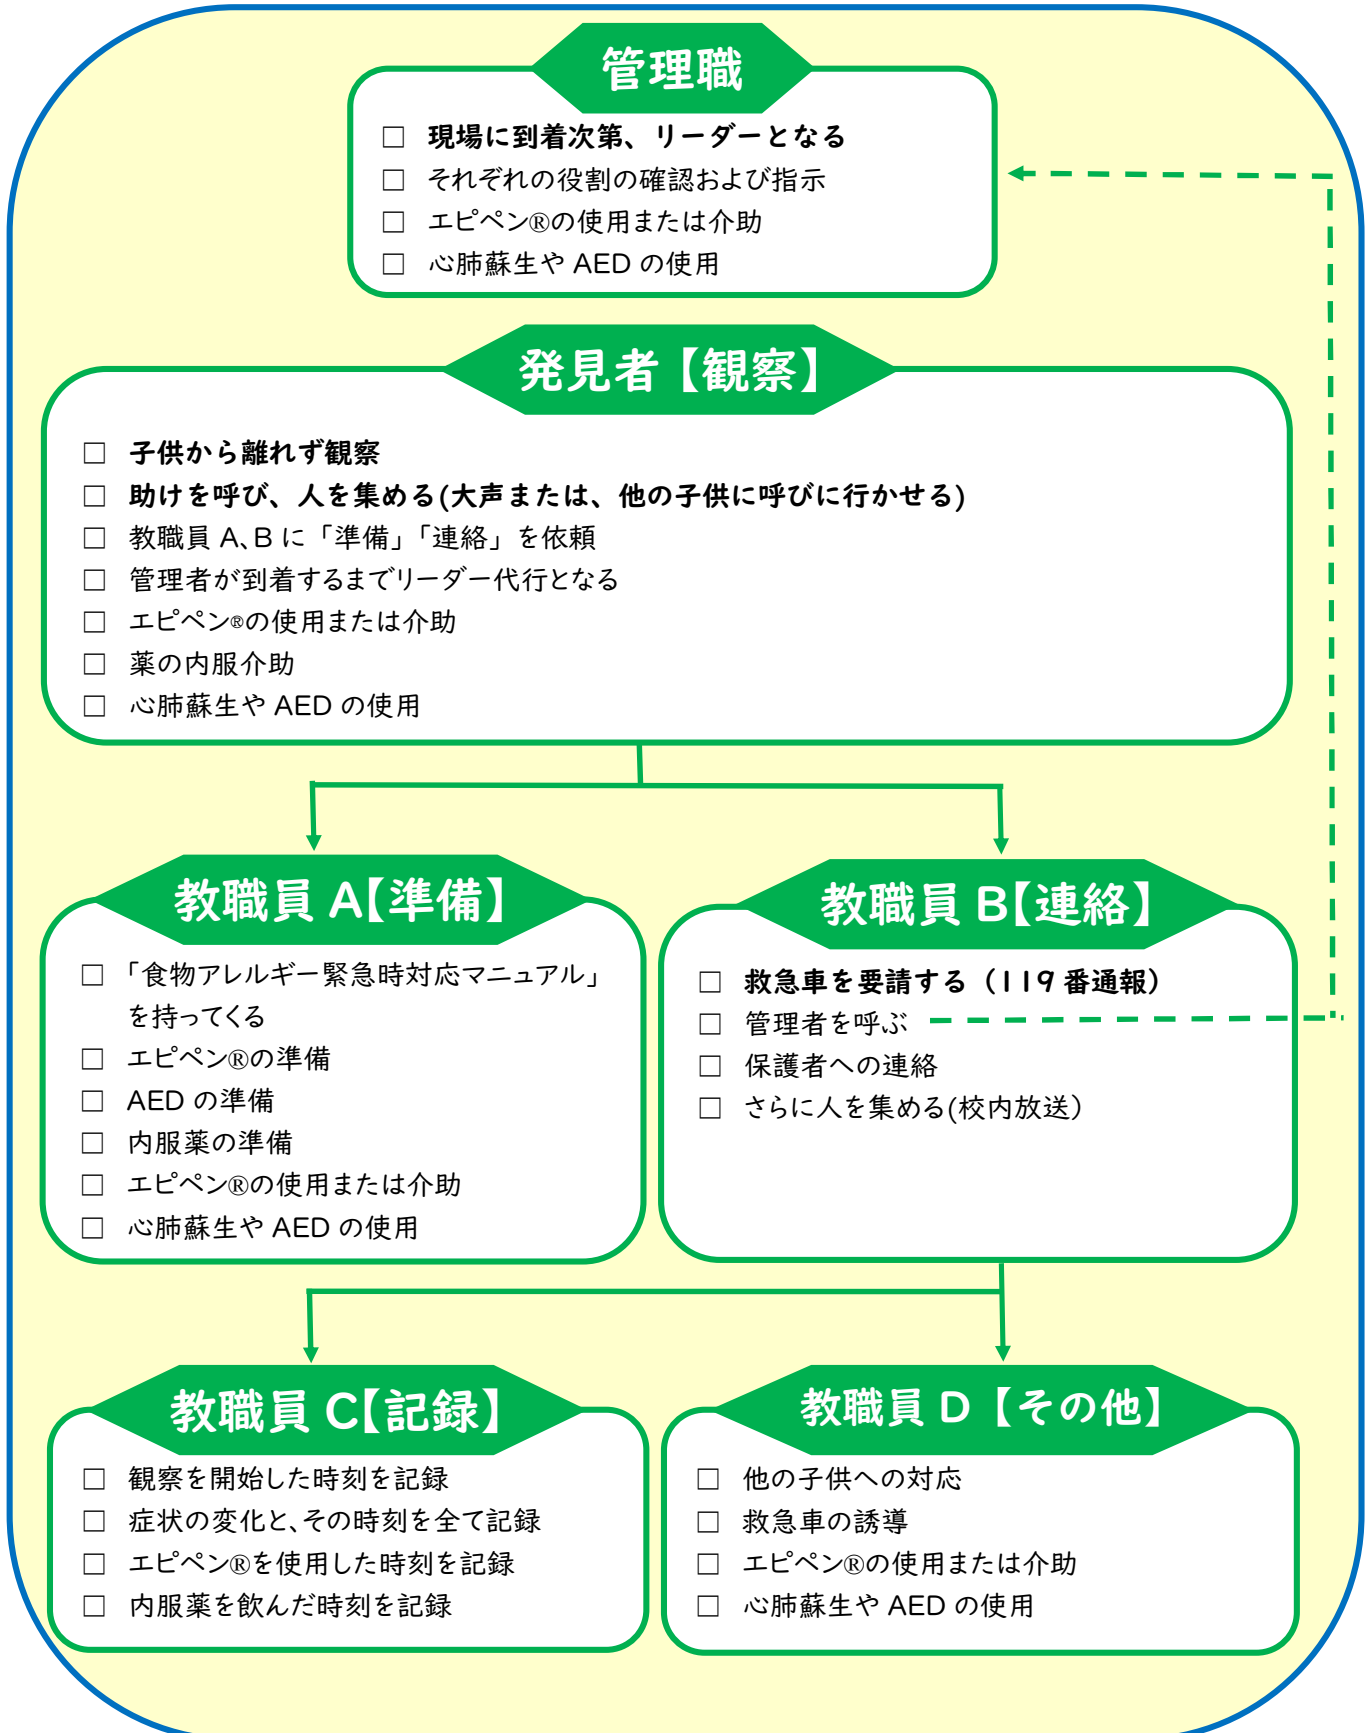 管理職
□ 現場に到着次第、リーダーとなる
□ それぞれの役割の確認および指示
□ エピペン®の使用または介助
□ 心肺蘇生や AED の使用
発見者【観察】
□ 子供から離れず観察
□ 助けを呼び、人を集める(大声または、他の子供に呼びに行かせる)
□ 教職員 A、B に「準備」「連絡」を依頼
□ 管理者が到着するまでリーダー代行となる
□ エピペン®の使用または介助
□ 薬の内服介助
□ 心肺蘇生や AED の使用
教職員 A【準備】
□ 「食物アレルギー緊急時対応マニュアル」
を持ってくる
□ エピペン®の準備
□ AED の準備
□ 内服薬の準備
□ エピペン®の使用または介助
□ 心肺蘇生や AED の使用
教職員 B【連絡】
□ 救急車を要請する（119 番通報）
□ 管理者を呼ぶ
□ 保護者への連絡
□ さらに人を集める(校内放送）
教職員 C【記録】
□ 観察を開始した時刻を記録
□ 症状の変化と、その時刻を全て記録
□ エピペン®を使用した時刻を記録
□ 内服薬を飲んだ時刻を記録
教職員 D【その他】
□ 他の子供への対応
□ 救急車の誘導
□ エピペン®の使用または介助
□ 心肺蘇生や AED の使用